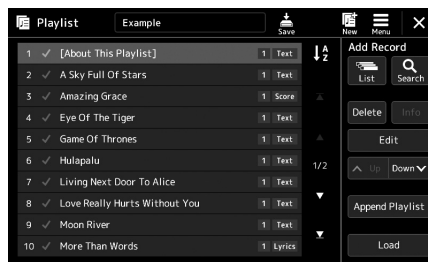 Playlist Example Save New Menu
1 [About This Playlist] 1 Text
2 A Sky Full Of Stars 1 Text
3 Amazing Grace 1 Score
4 Eye Of The Tiger 1 Text
5 Game Of Thrones 1 Text
6 Hulapalu 1 Text
7 Living Next Door To Alice 1 Text
8 Love Really Hurts Without You 1 Text
9 Moon River 1 Text
10 More Than Words 1 Lyrics
A
Z
1/2
Add Record
List Search
Delete Info
Edit
Up Down
Append Playlist
Load